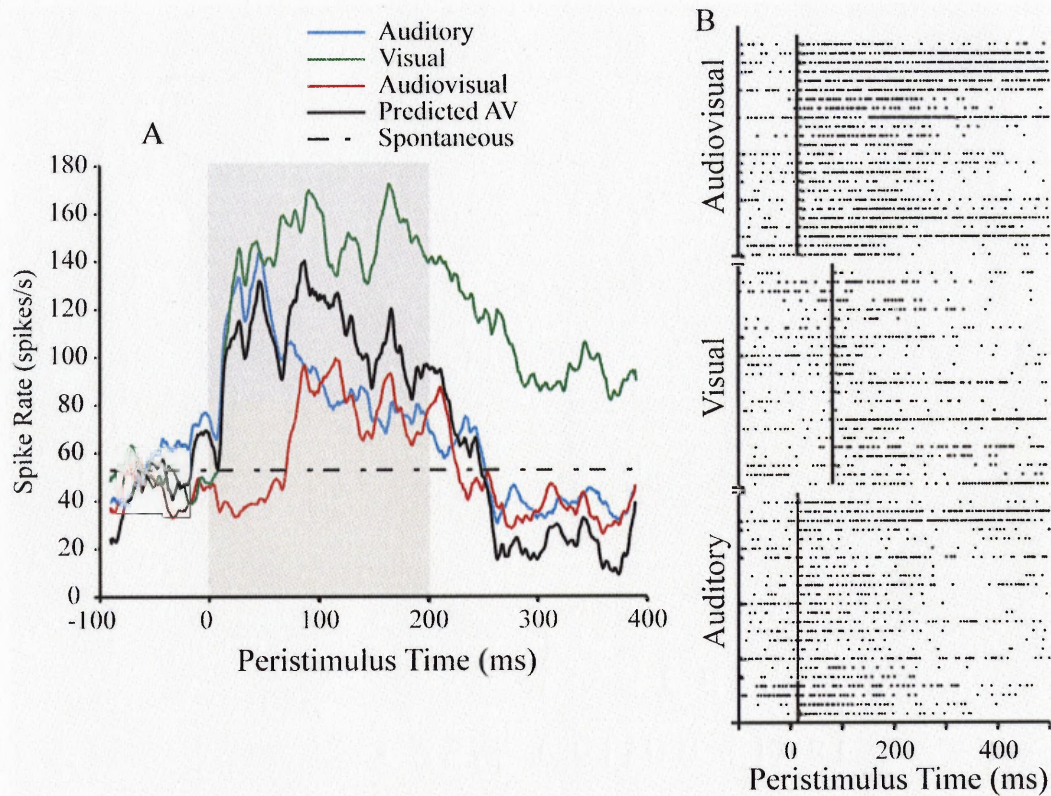 Auditory
Visual
Audiovisual
Predicted AV
Spontaneous
A
180
160
140
120
100
80
60
40
20
0
Spike Rate (spikes/s)
-100
0
100
200
300
400
Peristimulus Time (ms)
B
Audiovisual
Visual
Auditory
0
200
400
Peristimulus Time (ms)